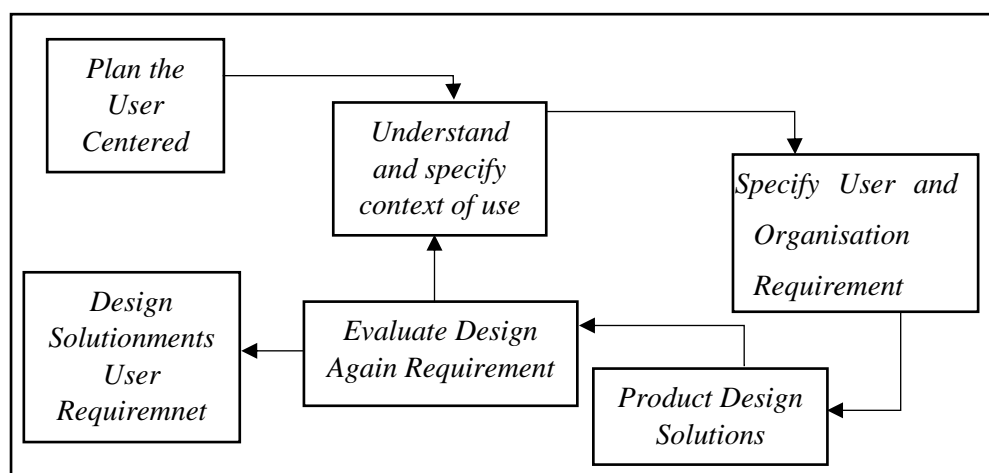 Plan the
User
Centered
Understand
and specify
context of use
Specify User and
Organisation
Requirement
Design
Solutionments
User
Requiremnet
Evaluate Design
Again Requirement
Product Design
Solutions